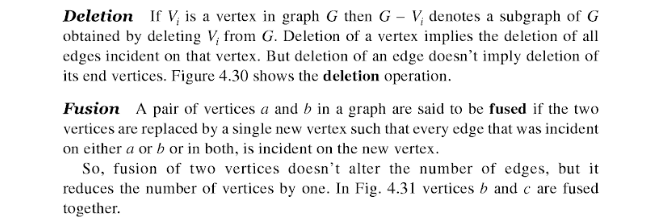 Deletion If Vi is a vertex in graph G then G – Vi denotes a subgraph of G
obtained by deleting Vi from G. Deletion of a vertex implies the deletion of all
edges incident on that vertex. But deletion of an edge doesn't imply deletion of
its end vertices. Figure 4.30 shows the deletion operation.
Fusion A pair of vertices a and b in a graph are said to be fused if the two
vertices are replaced by a single new vertex such that every edge that was incident
on either a or b or in both, is incident on the new vertex.
So, fusion of two vertices doesn't alter the number of edges, but it
reduces the number of vertices by one. In Fig. 4.31 vertices b and c are fused
together.